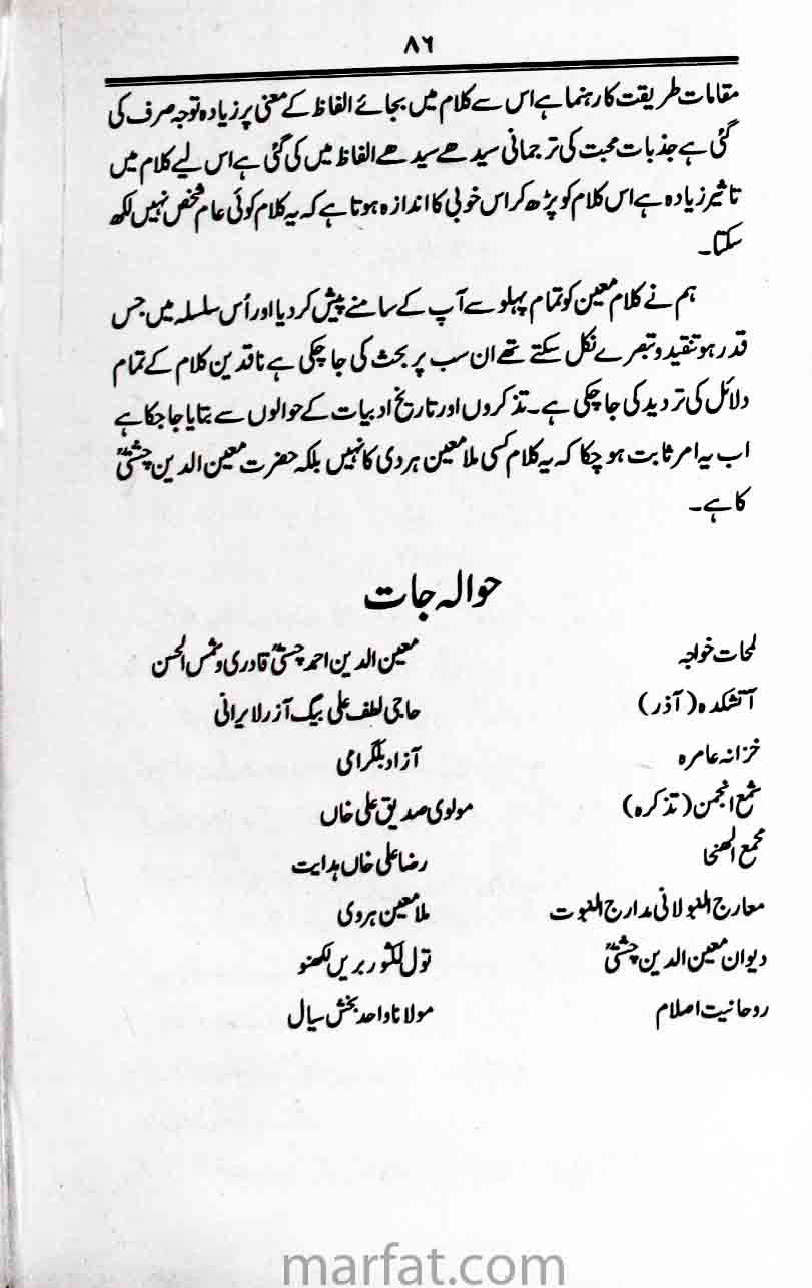 ۸۶
مقامات طریقت کا رہنما ہے اس سے کلام میں بجائے الفاظ کے معنی پر زیادہ توجہ صرف کی
گئی ہے جذبات محبت کی ترجمانی سیدھے سیدھے الفاظ میں کی گئی ہے اس لیے کلام میں
تاثیر زیادہ ہے اس کلام کو پڑھ کر اس خوبی کا اندازہ ہوتا ہے کہ یہ کلام کوئی عام شخص نہیں لکھ
سکتا۔
ہم نے کلام معین کو تمام پہلو سے آپ کے سامنے پیش کر دیا اور اُس سلسلہ میں جس
قدر ہو تنقید و تبصرے نکل سکتے تھے ان سب پر بحث کی جا چکی ہے ناقدین کلام کے تمام
دلائل کی تردید کی جا چکی ہے۔ تذکروں اور تاریخ ادبیات کے حوالوں سے بتایا جا چکا ہے
اب یہ امر ثابت ہو چکا کہ یہ کلام کسی ملا معین ہروی کا نہیں بلکہ حضرت معین الدین چشتیؒ
کا ہے۔
حوالہ جات
لمحات خواجہ معین الدین احمد چشتیؒ قادری و شمس الحسن
آتشکدہ (آذر) حاجی لطف علی بیگ آزر لا یرانی
خزانہ عامرہ آزاد بلگرامی
شمع انجمن (تذکرہ) مولوی صدیق علی خاں
مجمع الضحا رضا علی خاں ہدایت
معارج النبو لا فی مدارج النبوت ملا معین ہروی
دیوان معین الدین چشتیؒ نول لکشور بریں لکھنو
روحانیت اصلام مولانا واحد بخش سیال
marfat.com